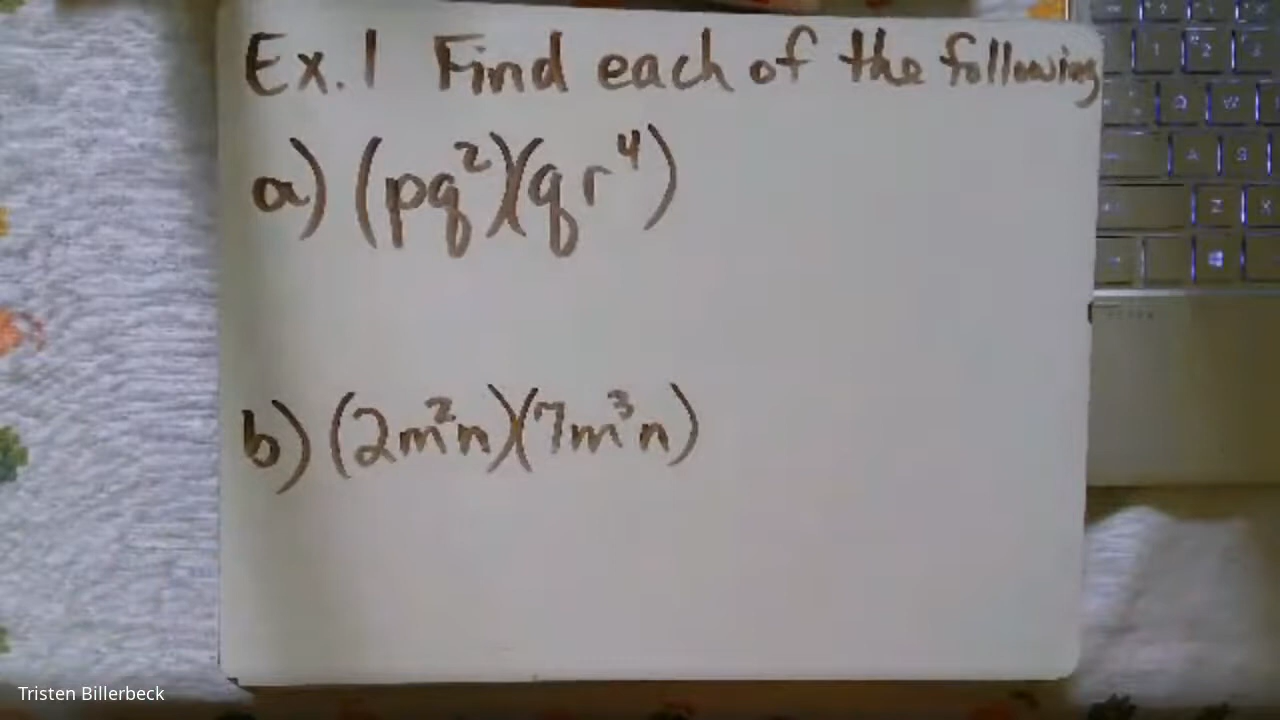 Ex. 1 Find each of the following
a) (pq²)(qr⁴)
b) (2m²n)(7m³n)
Tristen Billerbeck